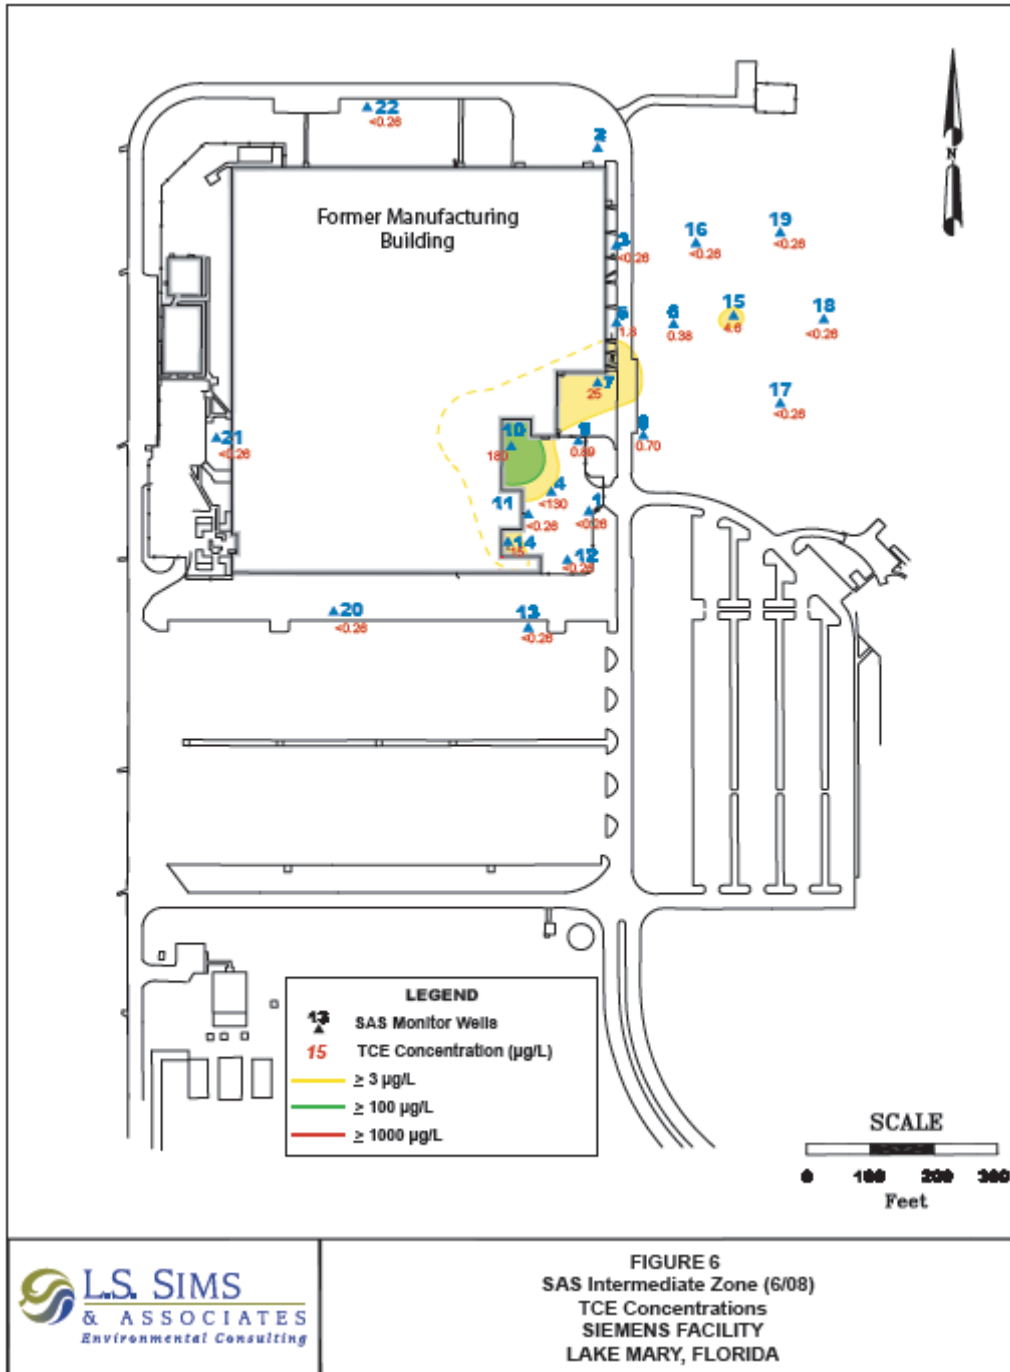 22
<0.26
2
Former Manufacturing
Building
N
19
<0.26
16
<0.26
3
<0.26
15
4.6
18
<0.26
5
1.8
6
0.38
7
25
17
<0.26
21
<0.26
10
180
9
0.89
8
0.70
4
<130
11
<0.26
1
<0.26
14
12
<0.26
20
<0.26
13
<0.26
LEGEND
13
SAS Monitor Wells
15
TCE Concentration (µg/L)
≥ 3 µg/L
≥ 100 µg/L
≥ 1000 µg/L
SCALE
0 100 200 300
Feet
L.S. SIMS
& ASSOCIATES
Environmental Consulting
FIGURE 6
SAS Intermediate Zone (6/08)
TCE Concentrations
SIEMENS FACILITY
LAKE MARY, FLORIDA